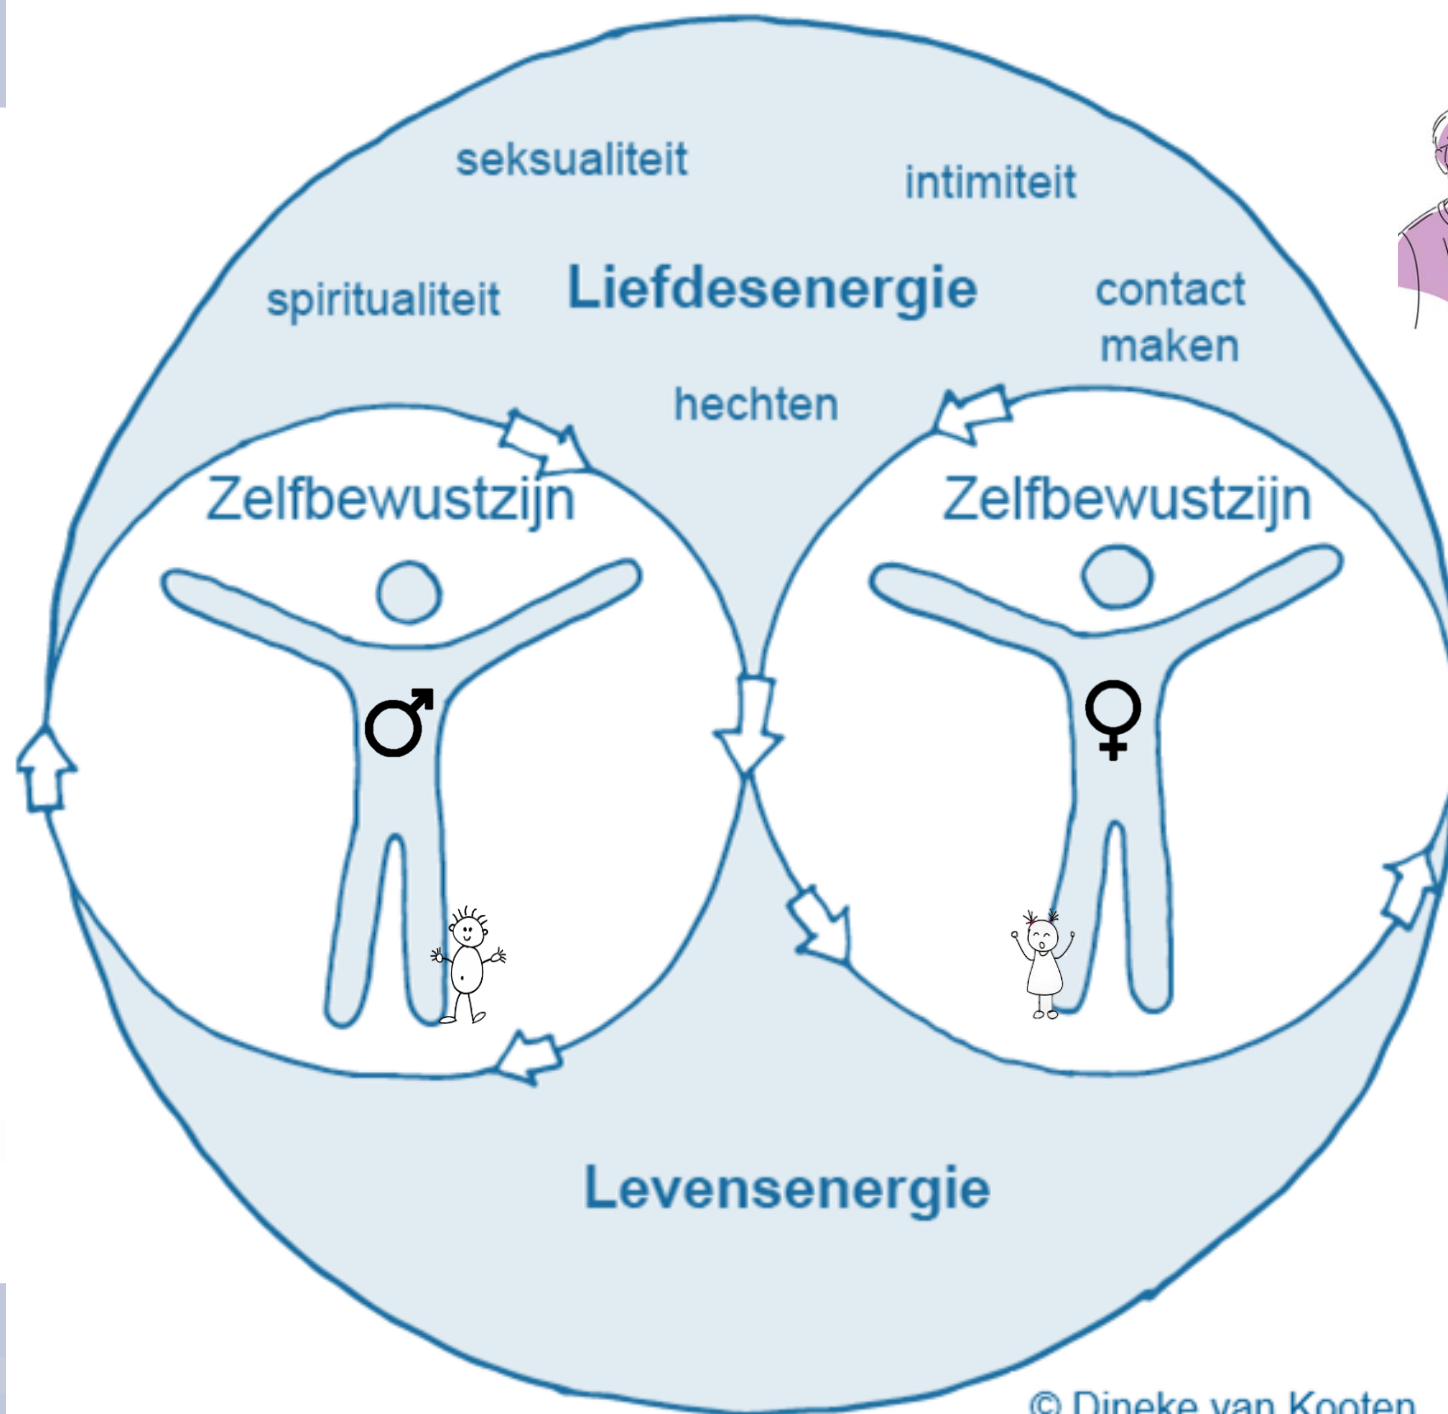 seksualiteit
intimiteit
spiritualiteit
Liefdesenergie
contact
maken
hechten
Zelfbewustzijn
Zelfbewustzijn
Levensenergie
© Dineke van Kooten